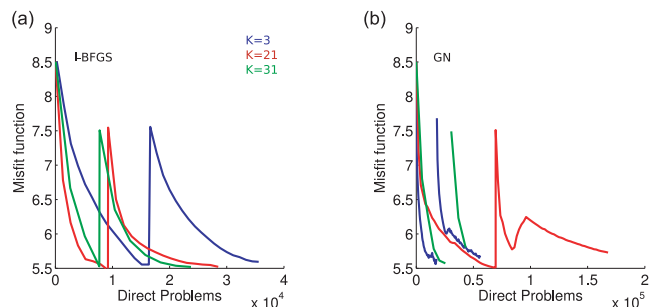 (a)
l-BFGS
K=3
K=21
K=31
Misfit function
9
8.5
8
7.5
7
6.5
6
5.5
0
1
2
3
4
Direct Problems
x 10^4
(b)
GN
Misfit function
9
8.5
8
7.5
7
6.5
6
5.5
0
0.5
1
1.5
2
Direct Problems
x 10^5